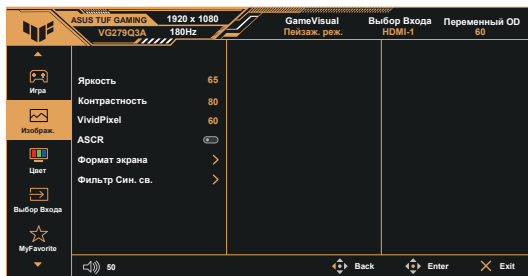 ASUS TUF GAMING 1920 x 1080
VG279Q3A 180Hz
GameVisual
Пейзаж. реж.
Выбор Входа
HDMI-1
Переменный OD
60
Игра
Изображ.
Цвет
Выбор Входа
MyFavorite
Яркость 65
Контрастность 80
VividPixel 60
ASCR
Формат экрана
Фильтр Син. св.
50
Back
Enter
Exit